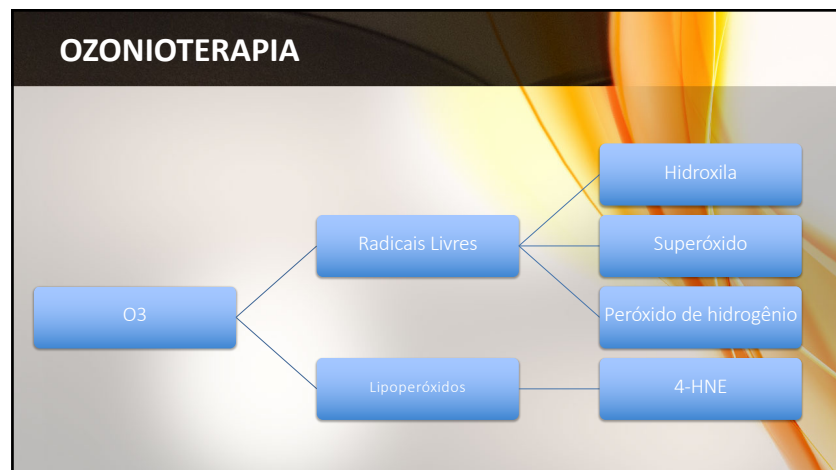 OZONIOTERAPIA
O3
Radicais Livres
Hidroxila
Superóxido
Peróxido de hidrogênio
Lipoperóxidos
4-HNE